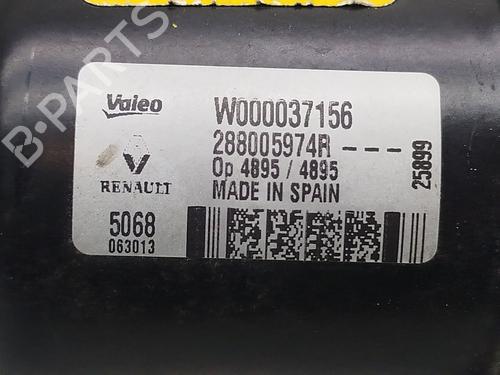 Valeo
W000037156
288005974R---
Op 4895 / 4895
RENAULT
MADE IN SPAIN
25899
5068
063013
B-PARTS